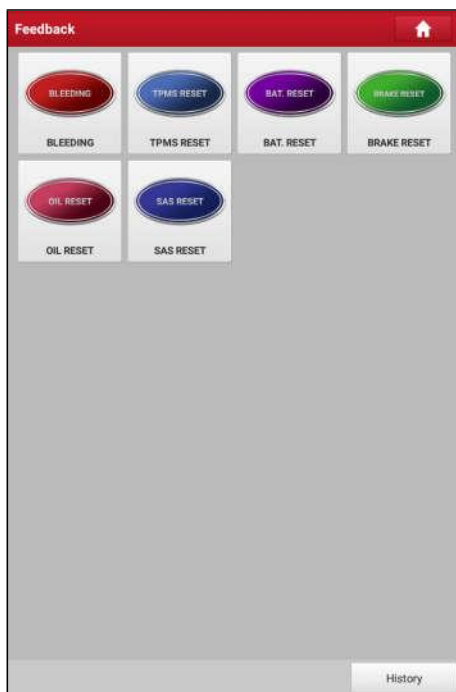 Feedback
BLEEDING TPMS RESET BAT. RESET BRAKE RESET
BLEEDING TPMS RESET BAT. RESET BRAKE RESET
OIL RESET SAS RESET
OIL RESET SAS RESET
History